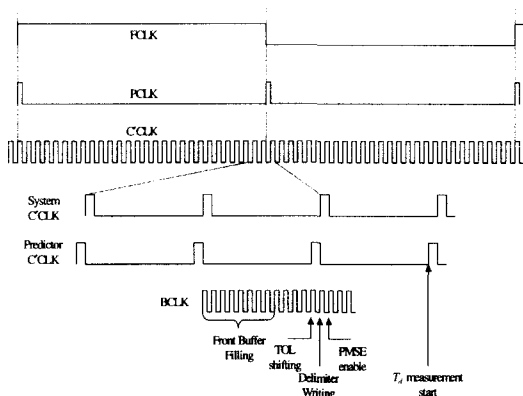 FCLK
PCLK
C'CLK
System
C'CLK
Predictor
C'CLK
BCLK
Front Buffer
Filling
TOL
shifting
Delimiter
Writing
PMSE
enable
T_d measurement
start